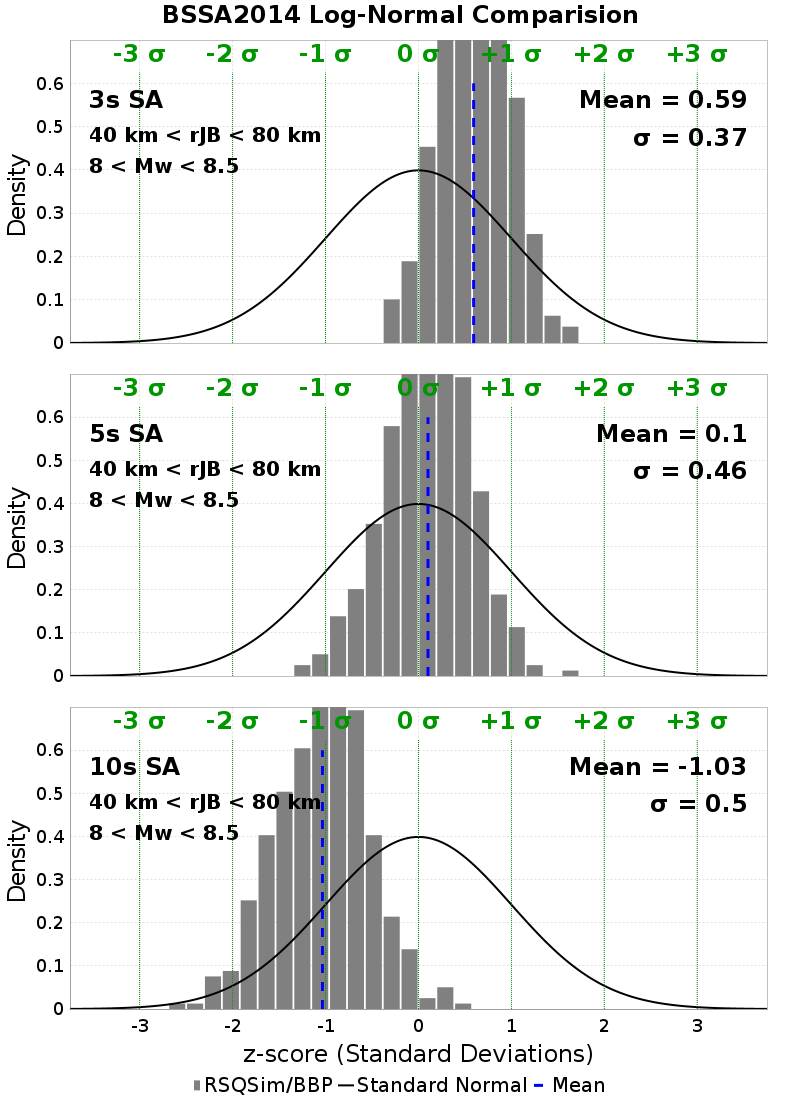 BSSA2014 Log-Normal Comparision
-3 σ -2 σ -1 σ 0 σ +1 σ +2 σ +3 σ
3s SA
Mean = 0.59
40 km < rJB < 80 km
σ = 0.37
8 < Mw < 8.5
Density
0.6
0.5
0.4
0.3
0.2
0.1
0
-3 σ -2 σ -1 σ 0 σ +1 σ +2 σ +3 σ
5s SA
Mean = 0.1
40 km < rJB < 80 km
σ = 0.46
8 < Mw < 8.5
Density
0.6
0.5
0.4
0.3
0.2
0.1
0
-3 σ -2 σ -1 σ 0 σ +1 σ +2 σ +3 σ
10s SA
Mean = -1.03
40 km < rJB < 80 km
σ = 0.5
8 < Mw < 8.5
Density
0.6
0.5
0.4
0.3
0.2
0.1
0
-3 -2 -1 0 1 2 3
z-score (Standard Deviations)
RSQSim/BBP Standard Normal Mean